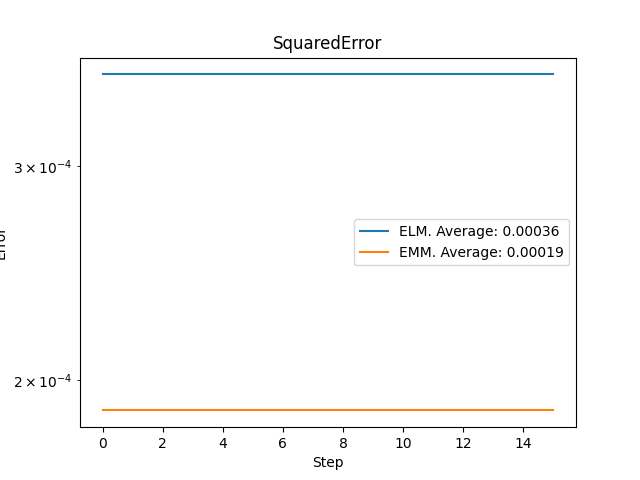 SquaredError
3 × 10⁻⁴
2 × 10⁻⁴
Error
ELM. Average: 0.00036
EMM. Average: 0.00019
0 2 4 6 8 10 12 14
Step